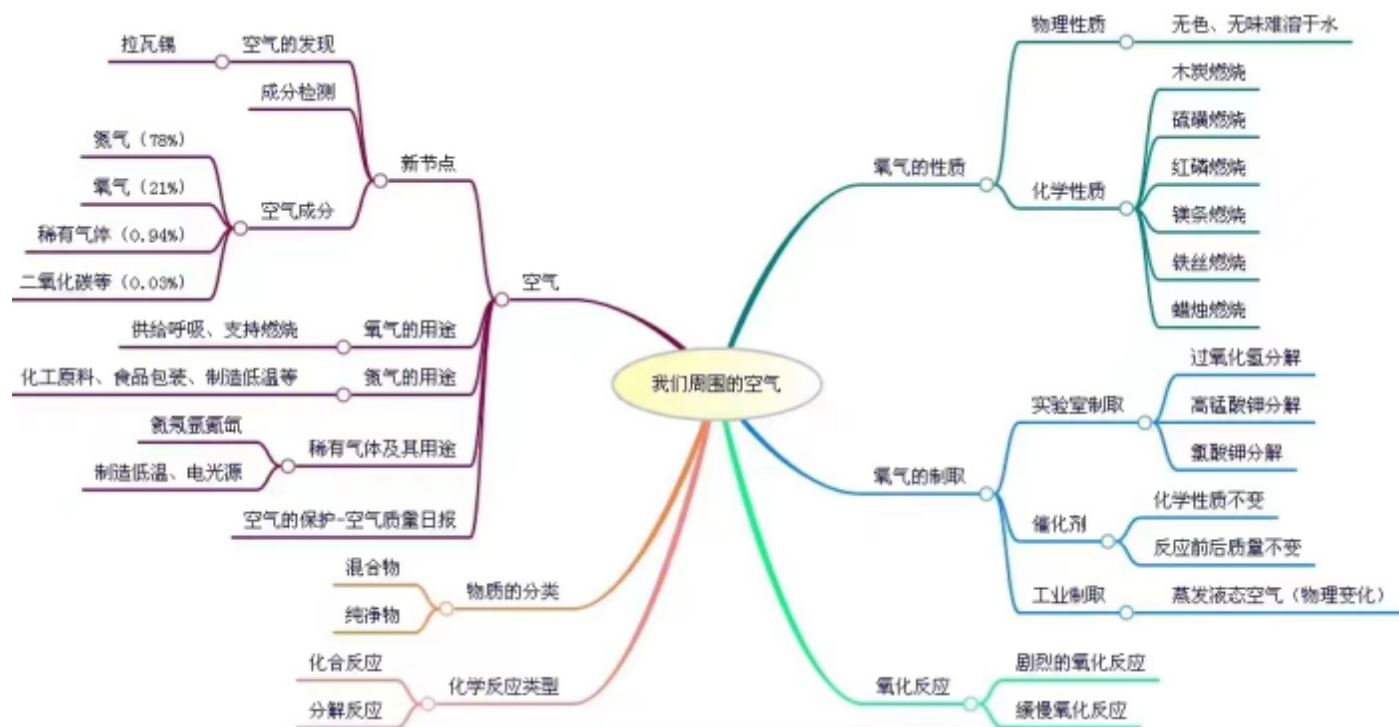 我们周围的空气
空气
新节点
空气的发现
拉瓦锡
成分检测
空气成分
氮气（78%）
氧气（21%）
稀有气体（0.94%）
二氧化碳等（0.03%）
氧气的用途
供给呼吸、支持燃烧
氮气的用途
化工原料、食品包装、制造低温等
稀有气体及其用途
氦氖氩氪氙
制造低温、电光源
空气的保护-空气质量日报
物质的分类
混合物
纯净物
化学反应类型
化合反应
分解反应
氧气的性质
物理性质
无色、无味难溶于水
化学性质
木炭燃烧
硫磺燃烧
红磷燃烧
镁条燃烧
铁丝燃烧
蜡烛燃烧
氧气的制取
实验室制取
过氧化氢分解
高锰酸钾分解
氯酸钾分解
催化剂
化学性质不变
反应前后质量不变
工业制取
蒸发液态空气（物理变化）
氧化反应
剧烈的氧化反应
缓慢氧化反应